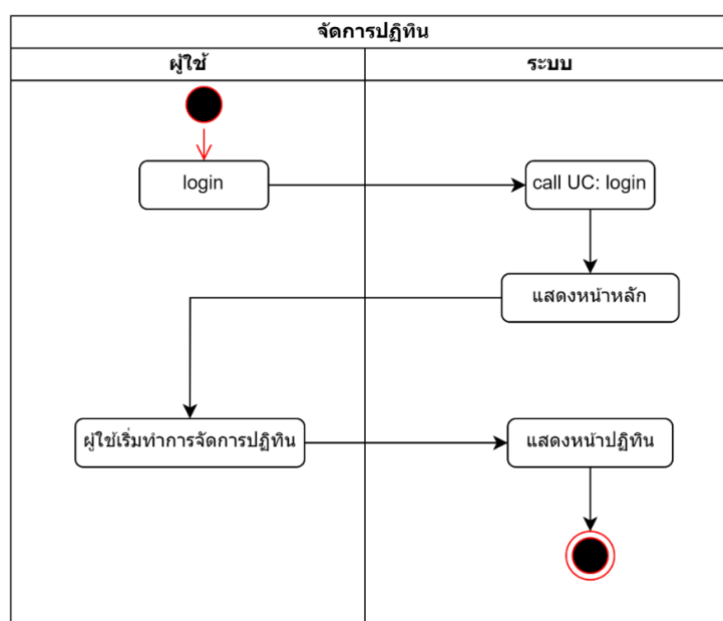 จัดการปฏิทิน
ผู้ใช้
ระบบ
login
call UC: login
แสดงหน้าหลัก
ผู้ใช้เริ่มทำการจัดการปฏิทิน
แสดงหน้าปฏิทิน